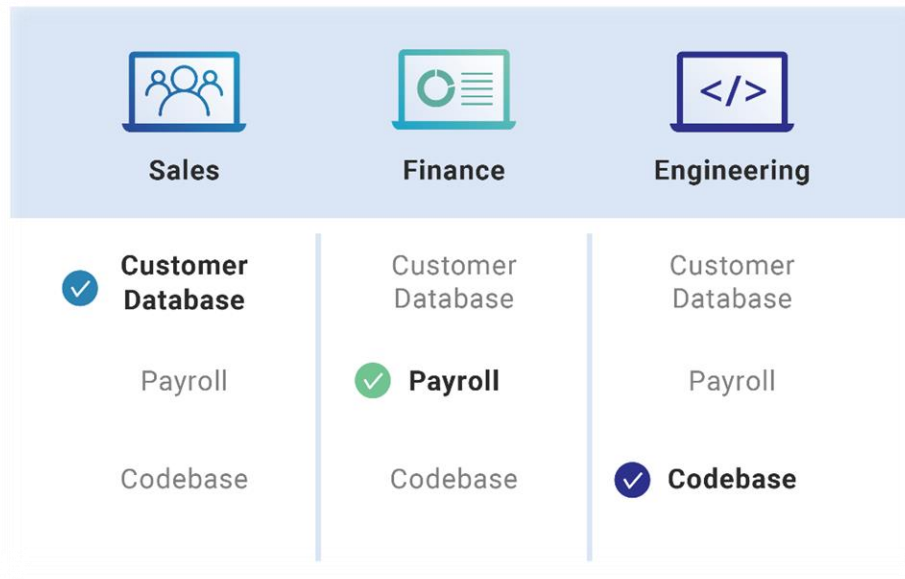 </>
Sales
Finance
Engineering
Customer
Database
Payroll
Codebase
Customer
Database
Payroll
Codebase
Customer
Database
Payroll
Codebase